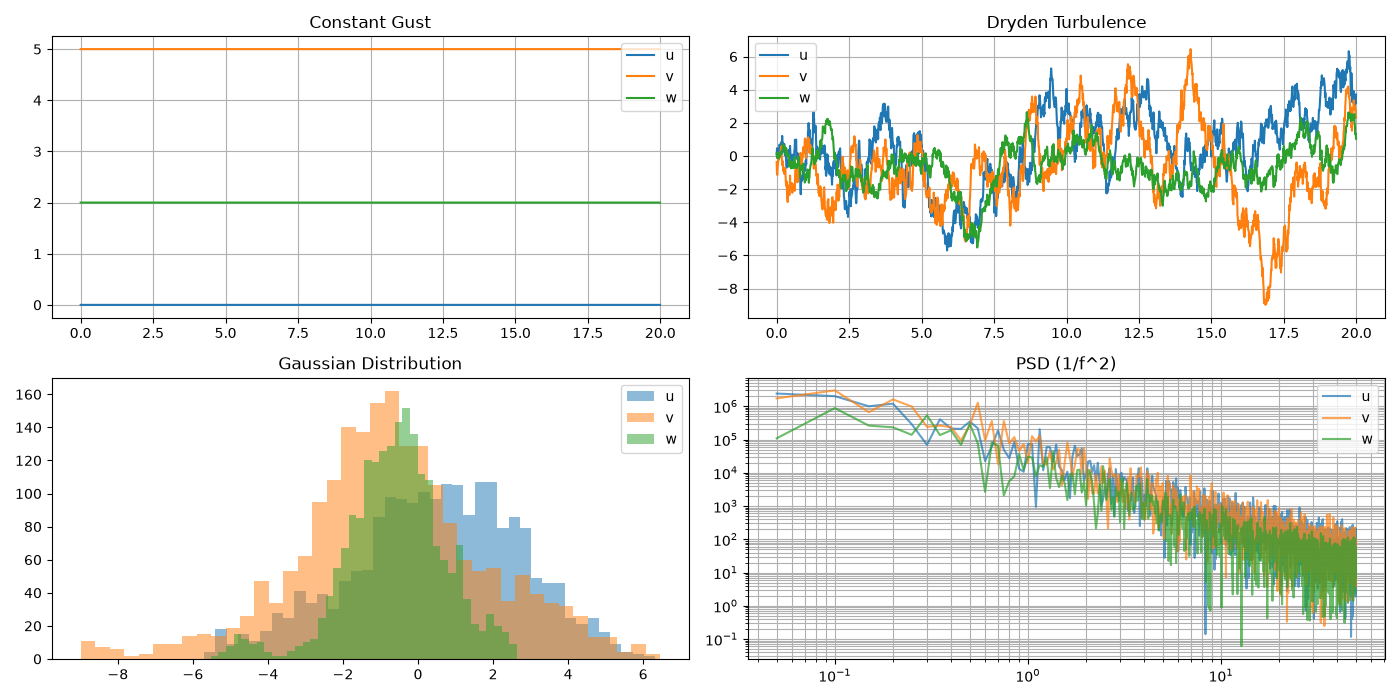 Constant Gust
5
4
3
2
1
0
0.0 2.5 5.0 7.5 10.0 12.5 15.0 17.5 20.0
u
v
w
Dryden Turbulence
6
4
2
0
−2
−4
−6
−8
0.0 2.5 5.0 7.5 10.0 12.5 15.0 17.5 20.0
u
v
w
Gaussian Distribution
160
140
120
100
80
60
40
20
0
−8 −6 −4 −2 0 2 4 6
u
v
w
PSD (1/f^2)
10⁶
10⁵
10⁴
10³
10²
10¹
10⁰
10⁻¹
10⁻¹ 10⁰ 10¹
u
v
w